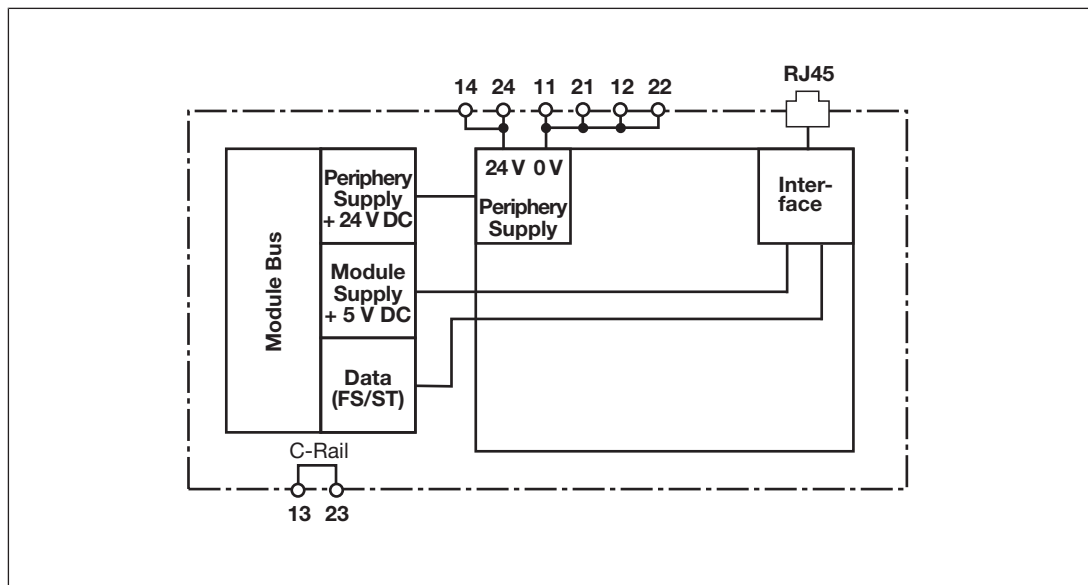 RJ45
14 24 11 21 12 22
24 V 0 V
Periphery
Supply
Inter-
face
Periphery
Supply
+ 24 V DC
Module
Supply
+ 5 V DC
Data
(FS/ST)
Module Bus
C-Rail
13 23